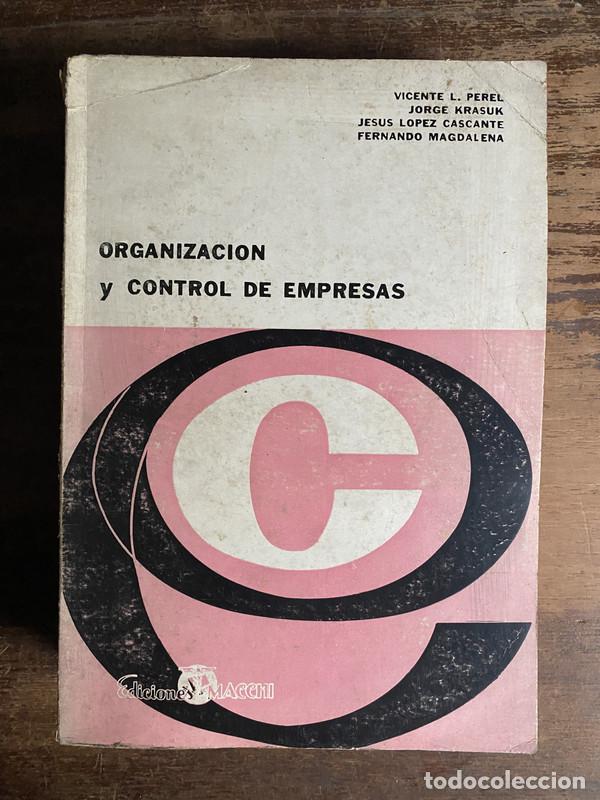 VICENTE L. PEREL
JORGE KRASUK
JESUS LOPEZ CASCANTE
FERNANDO MAGDALENA
ORGANIZACION
y CONTROL DE EMPRESAS
c
Ediciones MACCHI
todocoleccion